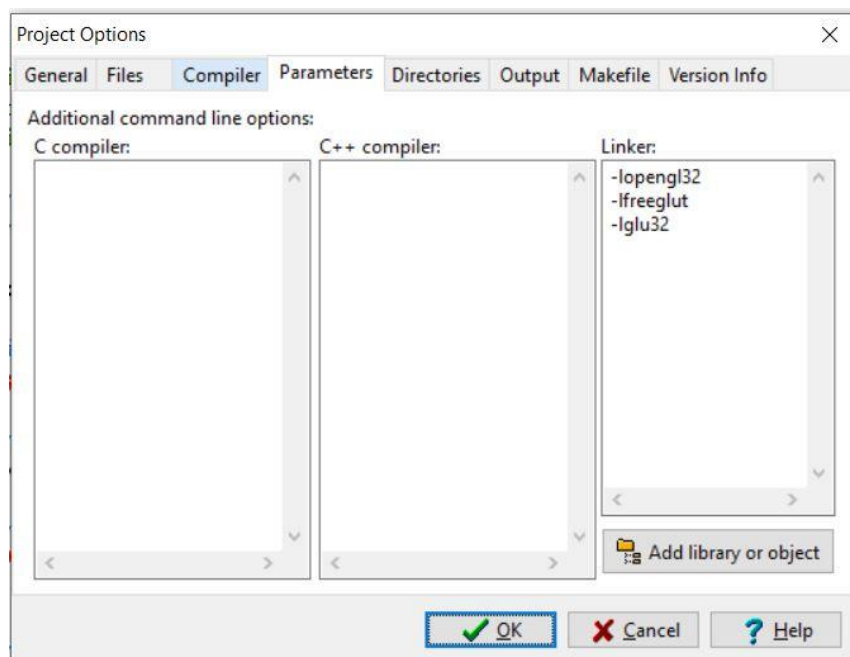 Project Options
General Files Compiler Parameters Directories Output Makefile Version Info
Additional command line options:
C compiler: C++ compiler: Linker:
-lopengl32
-lfreeglut
-lglu32
Add library or object
OK Cancel Help